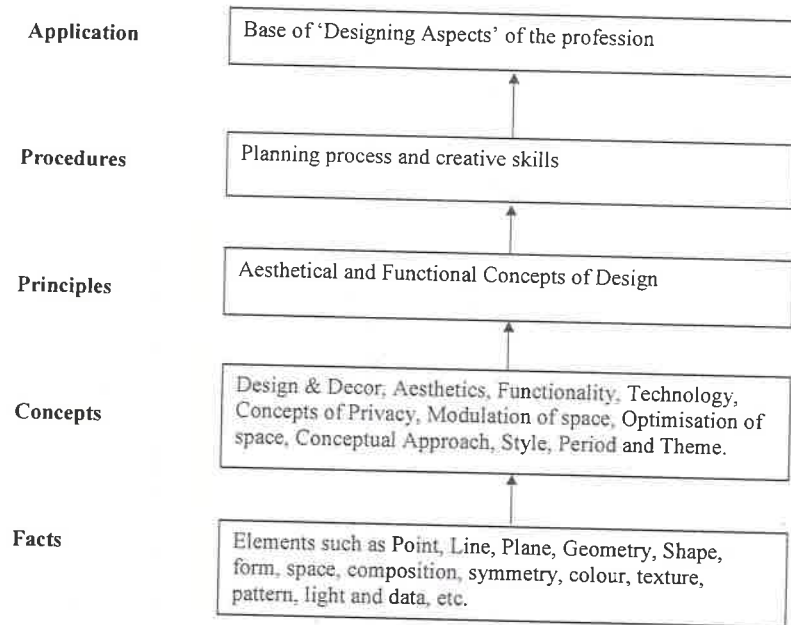 Application
Base of 'Designing Aspects' of the profession
Procedures
Planning process and creative skills
Principles
Aesthetical and Functional Concepts of Design
Concepts
Design & Decor, Aesthetics, Functionality, Technology,
Concepts of Privacy, Modulation of space, Optimisation of
space, Conceptual Approach, Style, Period and Theme.
Facts
Elements such as Point, Line, Plane, Geometry, Shape,
form, space, composition, symmetry, colour, texture,
pattern, light and data, etc.